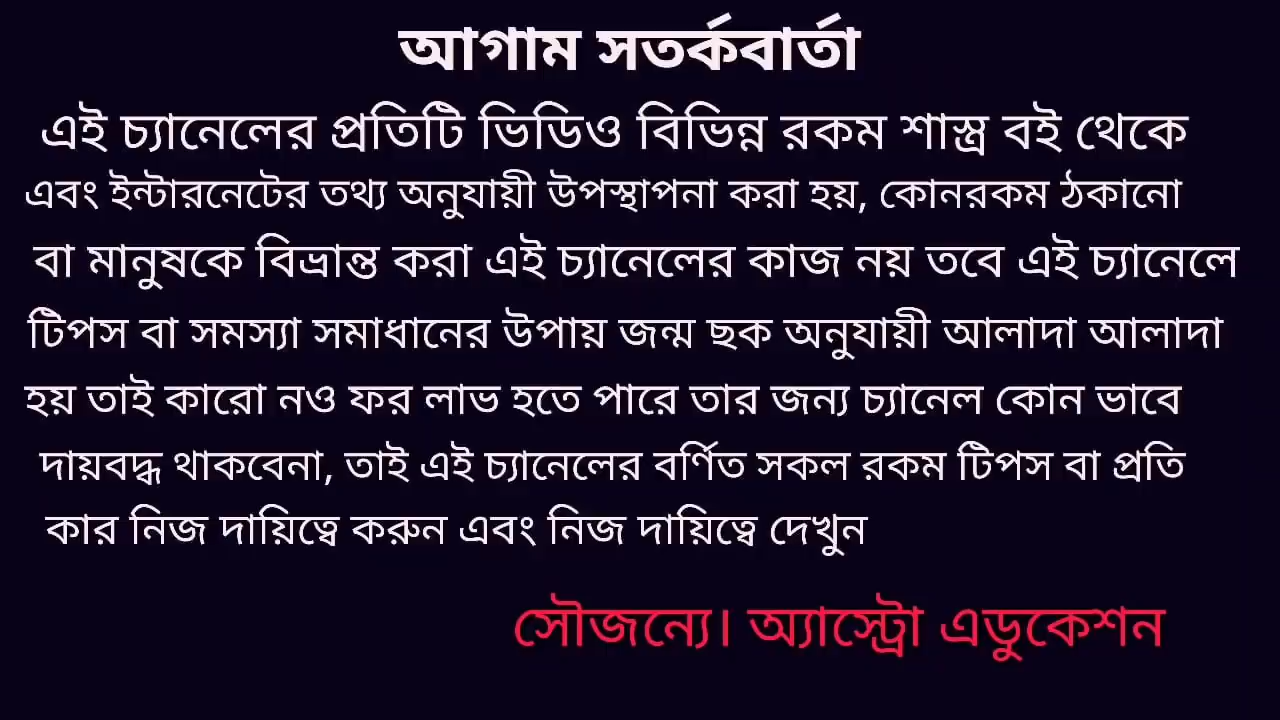 আগাম সতর্কবার্তা
এই চ্যানেলের প্রতিটি ভিডিও বিভিন্ন রকম শাস্ত্র বই থেকে
এবং ইন্টারনেটের তথ্য অনুযায়ী উপস্থাপনা করা হয়, কোনরকম ঠকানো
বা মানুষকে বিভ্রান্ত করা এই চ্যানেলের কাজ নয় তবে এই চ্যানেলে
টিপস বা সমস্যা সমাধানের উপায় জন্ম ছক অনুযায়ী আলাদা আলাদা
হয় তাই কারো নও ফর লাভ হতে পারে তার জন্য চ্যানেল কোন ভাবে
দায়বদ্ধ থাকবেনা, তাই এই চ্যানেলের বর্ণিত সকল রকম টিপস বা প্রতি
কার নিজ দায়িত্বে করুন এবং নিজ দায়িত্বে দেখুন
সৌজন্যে। অ্যাস্ট্রো এডুকেশন